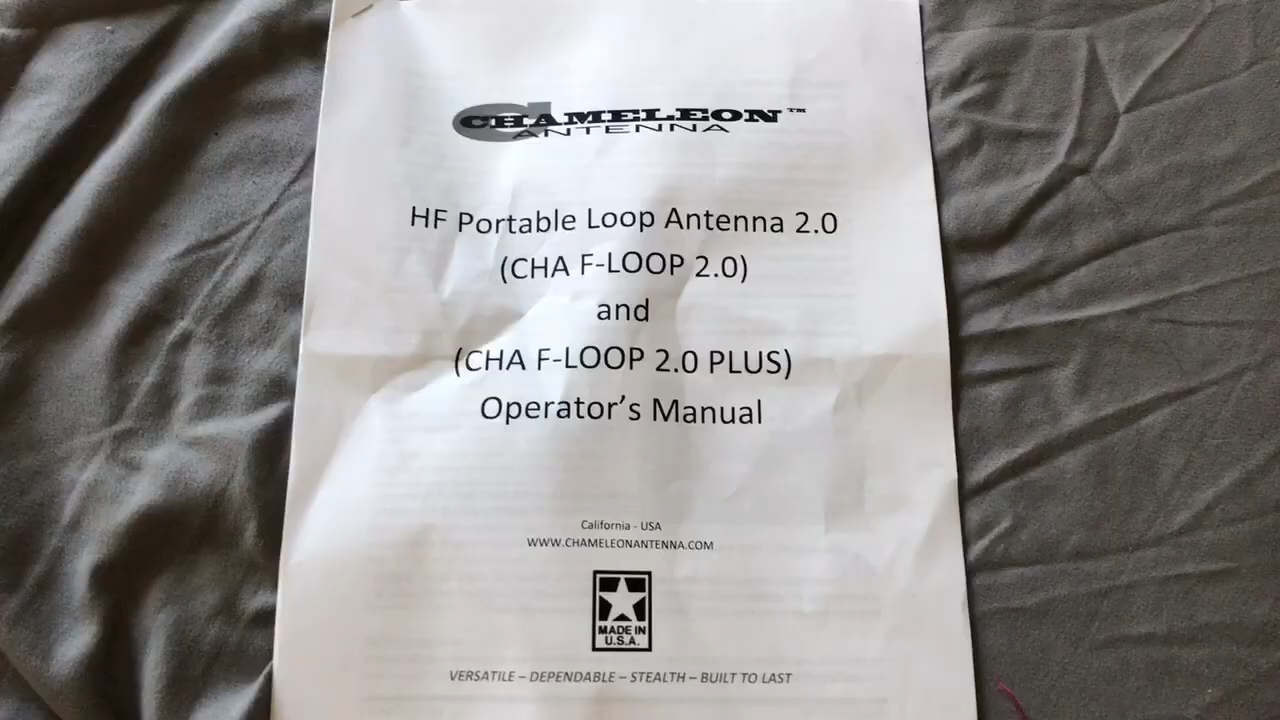 CHAMELEON™
ANTENNA
HF Portable Loop Antenna 2.0
(CHA F-LOOP 2.0)
and
(CHA F-LOOP 2.0 PLUS)
Operator’s Manual
California - USA
WWW.CHAMELEONANTENNA.COM
MADE IN
U.S.A.
VERSATILE – DEPENDABLE – STEALTH – BUILT TO LAST